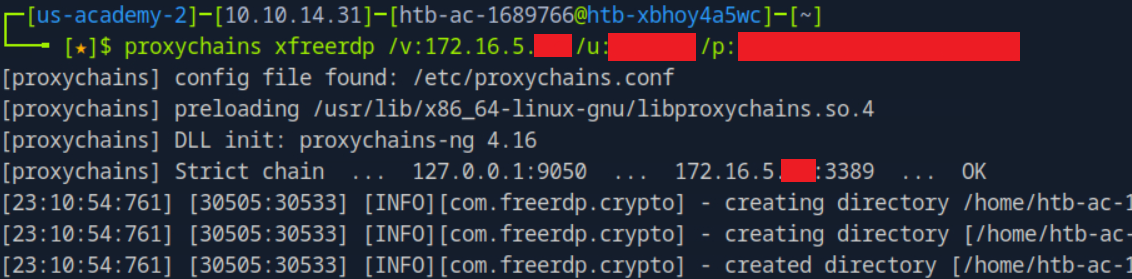 [us-academy-2]─[10.10.14.31]─[htb-ac-1689766@htb-xbhoy4a5wc]─[~]
[★]$ proxychains xfreerdp /v:172.16.5. /u: /p:
[proxychains] config file found: /etc/proxychains.conf
[proxychains] preloading /usr/lib/x86_64-linux-gnu/libproxychains.so.4
[proxychains] DLL init: proxychains-ng 4.16
[proxychains] Strict chain ... 127.0.0.1:9050 ... 172.16.5. :3389 ... OK
[23:10:54:761] [30505:30533] [INFO][com.freerdp.crypto] - creating directory /home/htb-ac-1
[23:10:54:761] [30505:30533] [INFO][com.freerdp.crypto] - creating directory [/home/htb-ac-
[23:10:54:761] [30505:30533] [INFO][com.freerdp.crypto] - created directory [/home/htb-ac-1